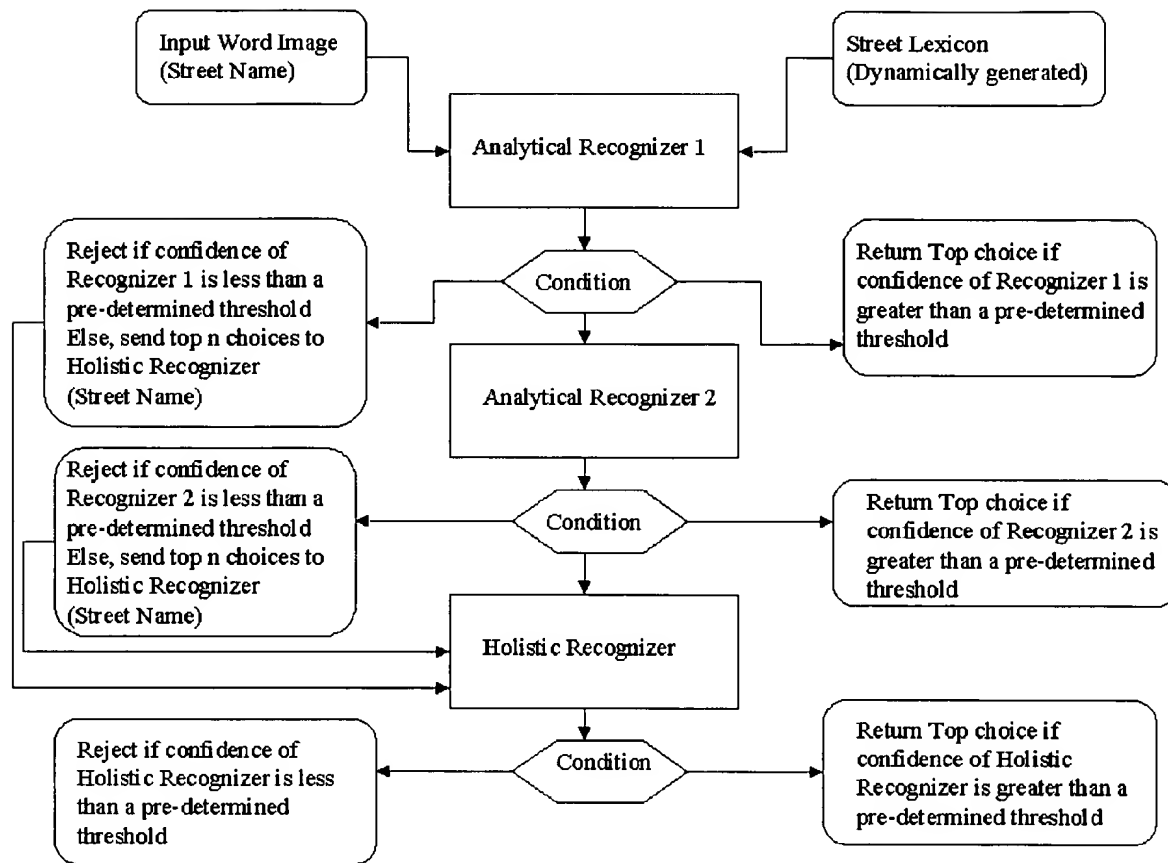 Input Word Image
(Street Name)
Street Lexicon
(Dynamically generated)
Analytical Recognizer 1
Condition
Reject if confidence of
Recognizer 1 is less than a
pre-determined threshold
Else, send top n choices to
Holistic Recognizer
(Street Name)
Return Top choice if
confidence of Recognizer 1 is
greater than a pre-determined
threshold
Analytical Recognizer 2
Condition
Reject if confidence of
Recognizer 2 is less than a
pre-determined threshold
Else, send top n choices to
Holistic Recognizer
(Street Name)
Return Top choice if
confidence of Recognizer 2 is
greater than a pre-determined
threshold
Holistic Recognizer
Condition
Reject if confidence of
Holistic Recognizer is less
than a pre-determined
threshold
Return Top choice if
confidence of Holistic
Recognizer is greater than a
pre-determined threshold